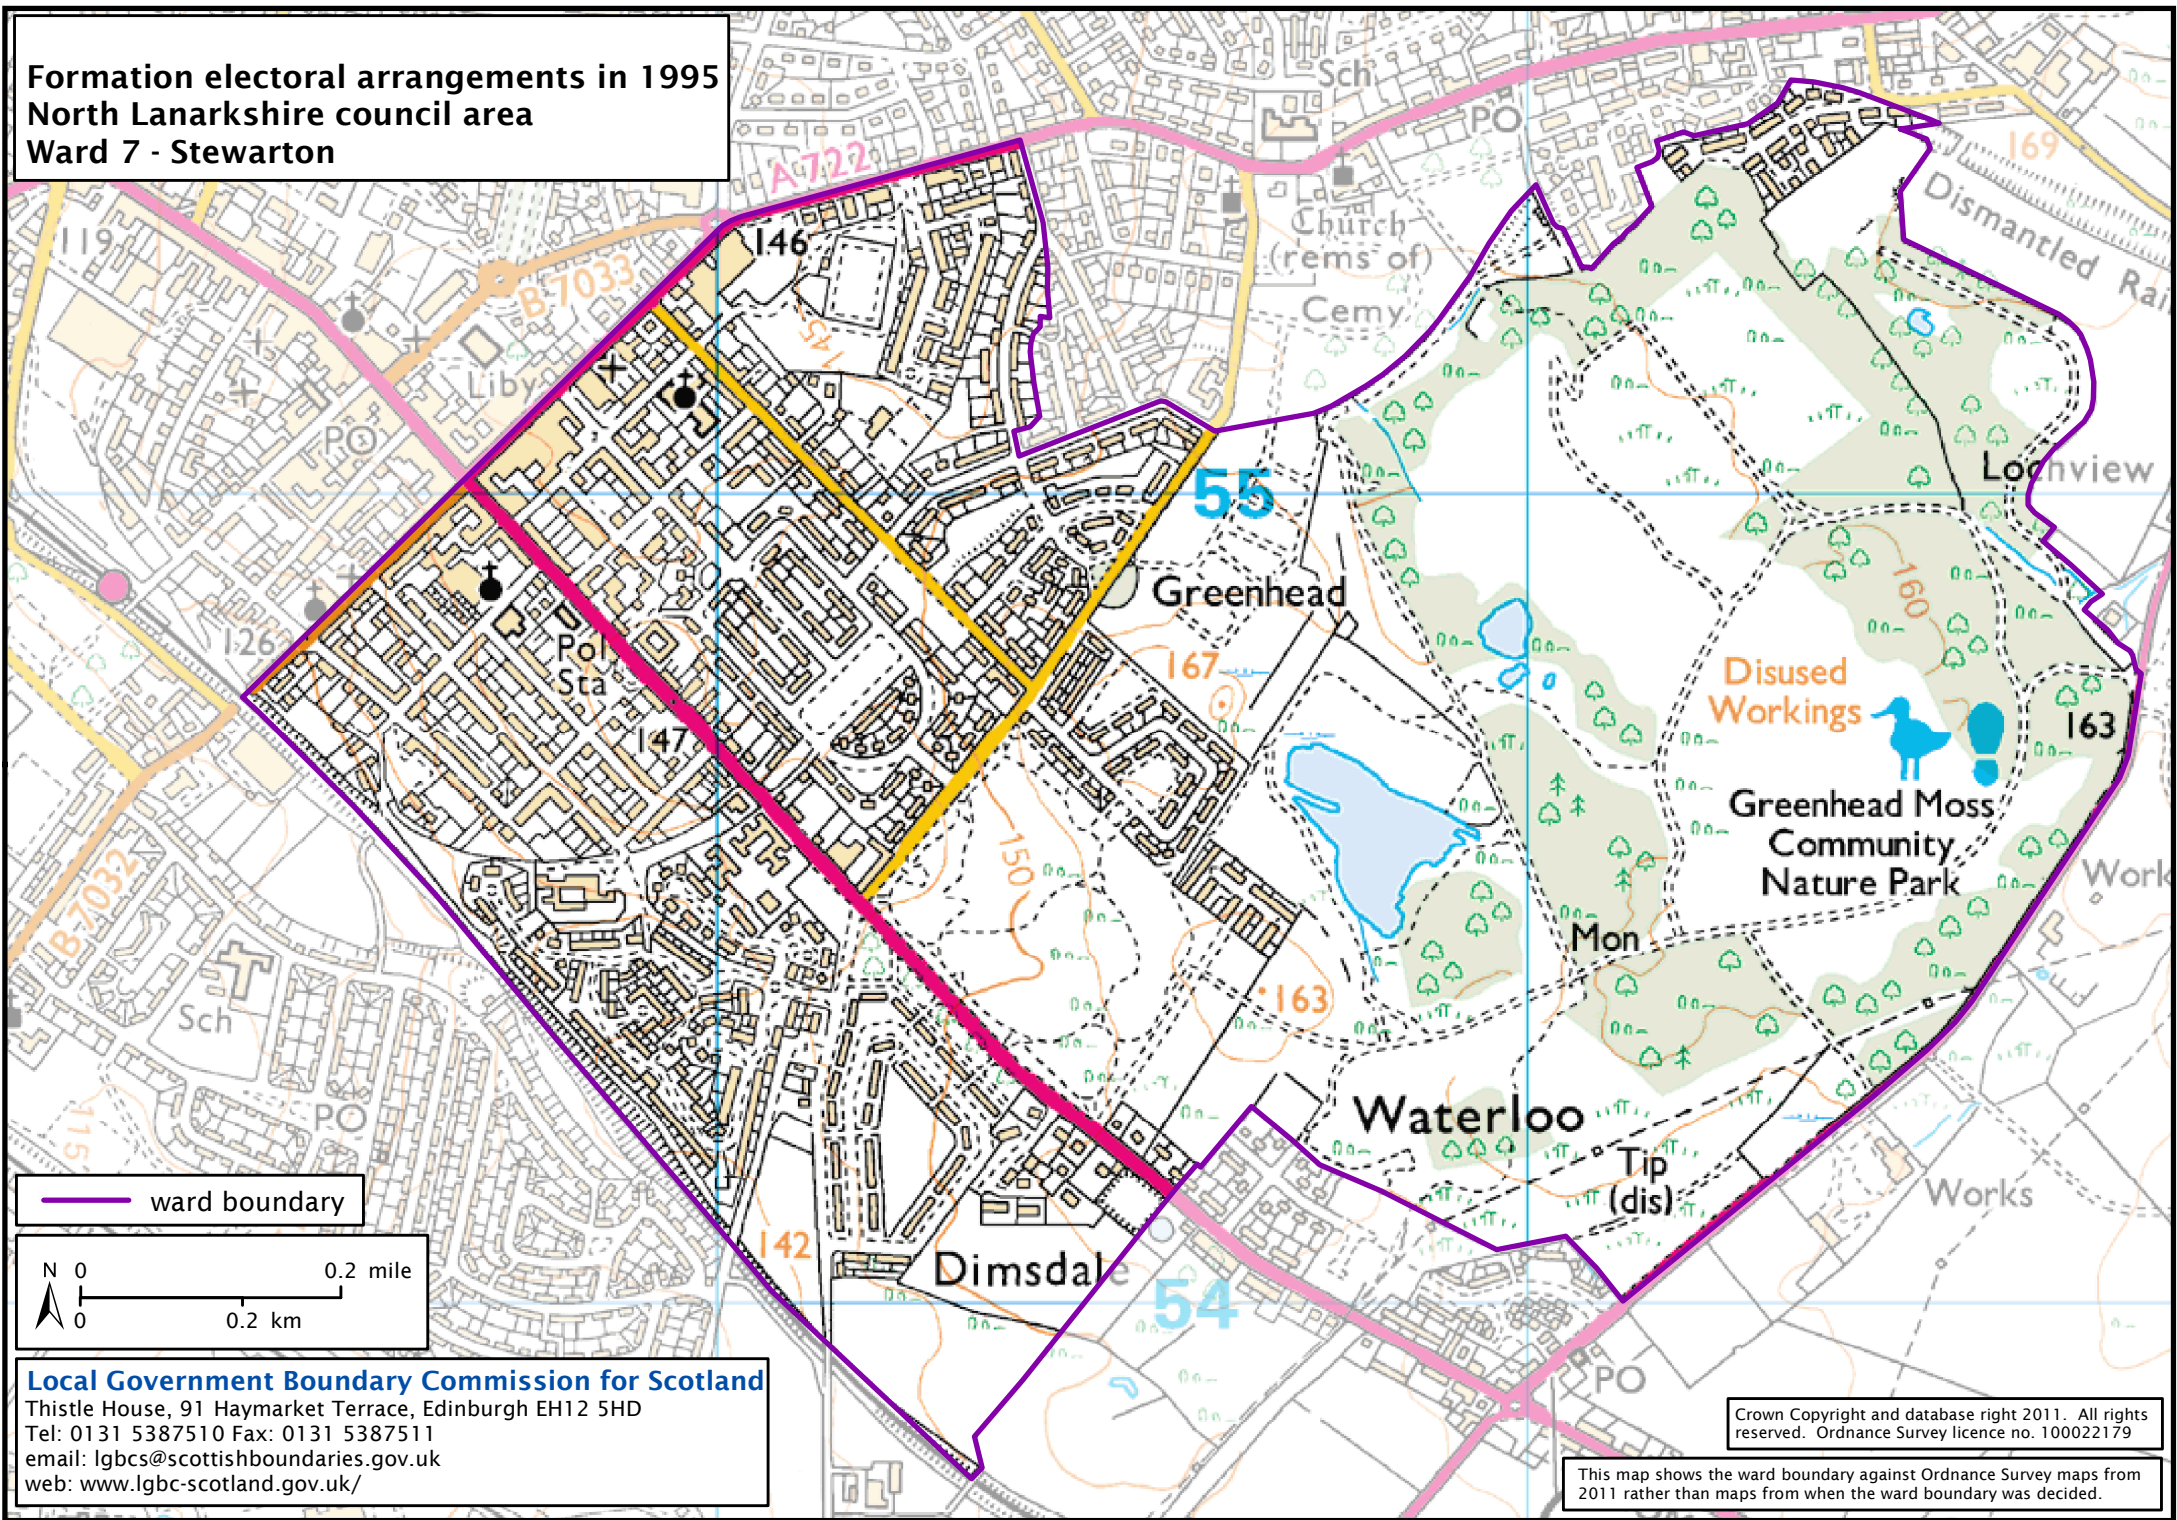 Formation electoral arrangements in 1995
North Lanarkshire council area
Ward 7 - Stewarton
Sch
PO
A 722
169
Dismantled Rai
146
119
Church
(rems of)
B 7033
Cemy
145
Liby
PO
Lochview
55
Greenhead
160
126
Pol
Sta
167
Disused
Workings
163
147
Greenhead Moss
Community
Nature Park
150
Work
B 7032
Mon
163
Sch
PO
115
Waterloo
Tip
(dis)
Works
ward boundary
142
Dimsdale
54
N 0 0.2 mile
0 0.2 km
PO
Local Government Boundary Commission for Scotland
Thistle House, 91 Haymarket Terrace, Edinburgh EH12 5HD
Tel: 0131 5387510 Fax: 0131 5387511
email: lgbcs@scottishboundaries.gov.uk
web: www.lgbc-scotland.gov.uk/
Crown Copyright and database right 2011. All rights
reserved. Ordnance Survey licence no. 100022179
This map shows the ward boundary against Ordnance Survey maps from
2011 rather than maps from when the ward boundary was decided.